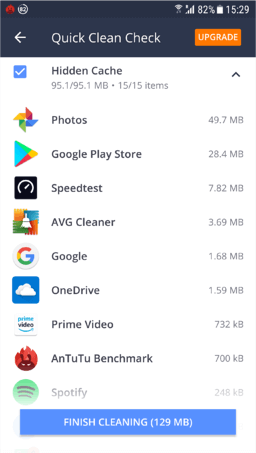 82 82% 15:29
Quick Clean Check UPGRADE
Hidden Cache
95.1/95.1 MB • 15/15 items
Photos 49.7 MB
Google Play Store 28.4 MB
Speedtest 7.82 MB
AVG Cleaner 3.69 MB
Google 1.68 MB
OneDrive 1.59 MB
prime video Prime Video 732 kB
AnTuTu Benchmark 700 kB
Spotify 248 kB
FINISH CLEANING (129 MB)